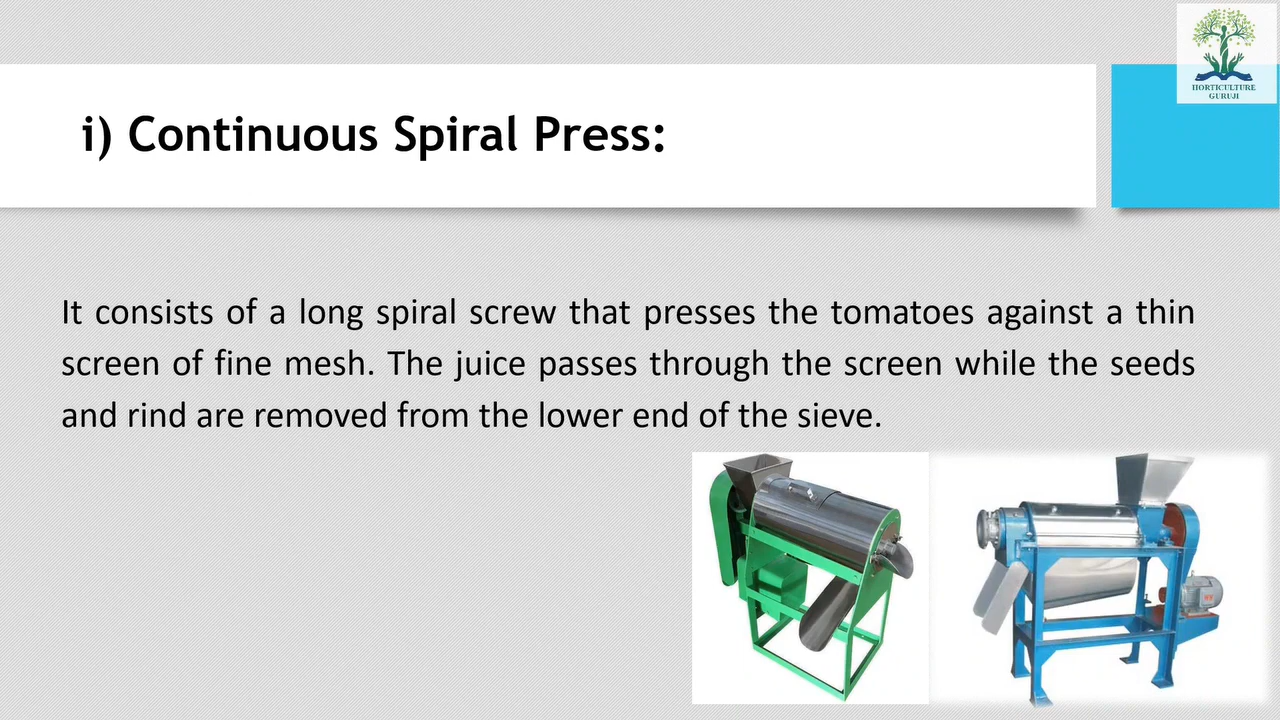 HORTICULTURE
GURUJI
i) Continuous Spiral Press:
It consists of a long spiral screw that presses the tomatoes against a thin
screen of fine mesh. The juice passes through the screen while the seeds
and rind are removed from the lower end of the sieve.